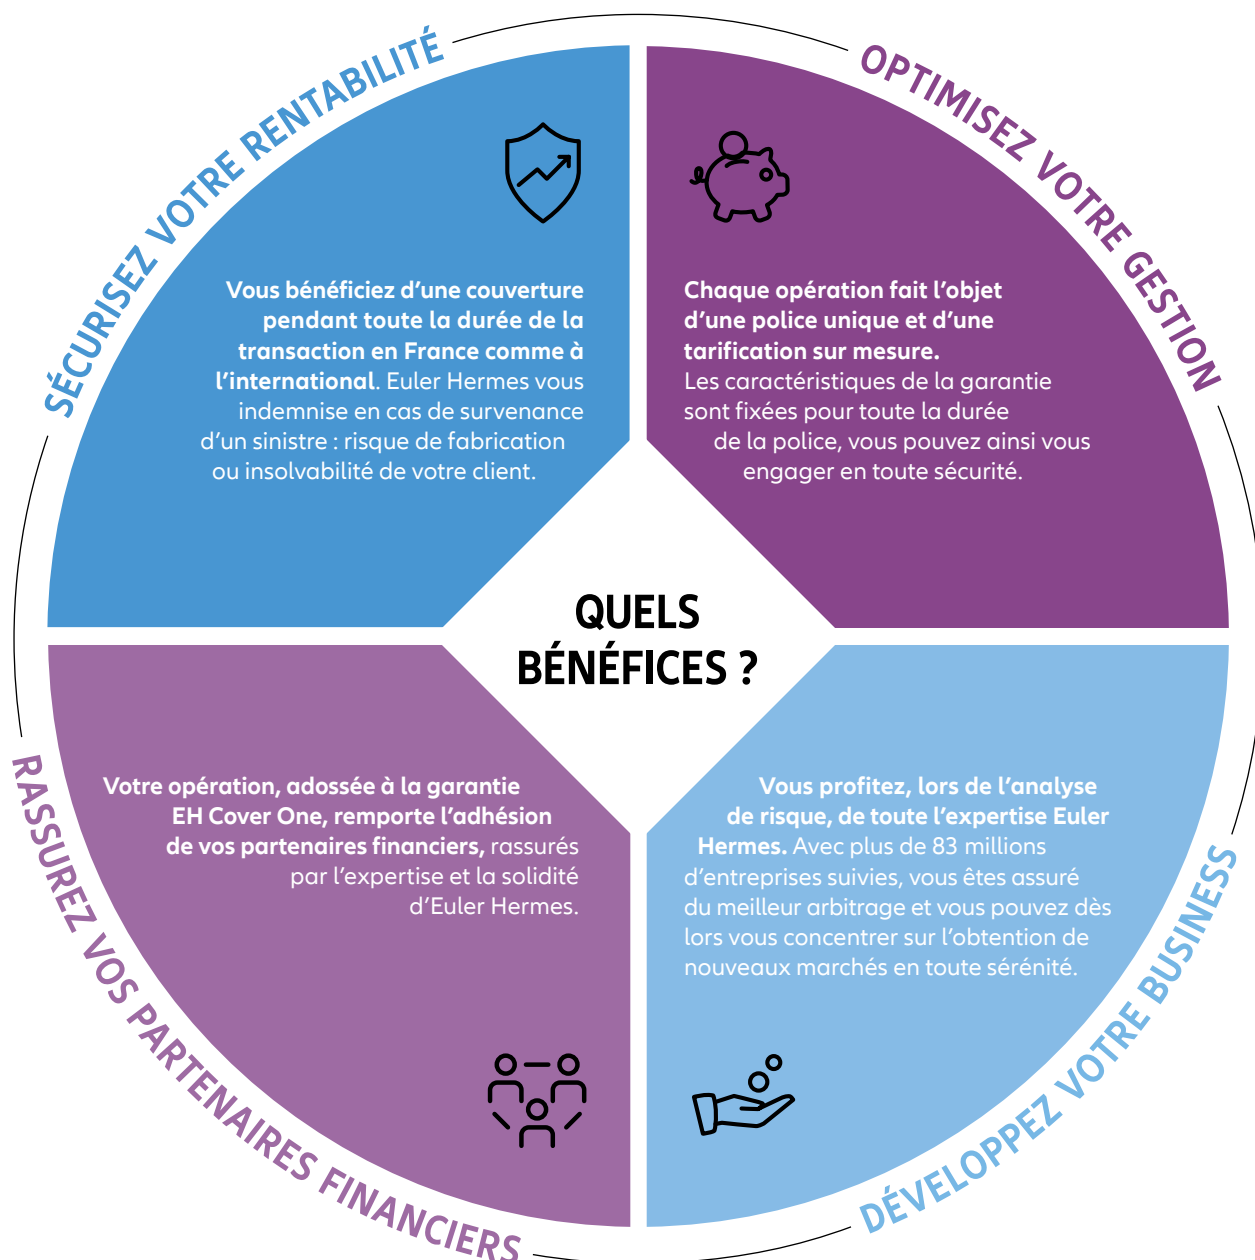 SÉCURISEZ VOTRE RENTABILITÉ
Vous bénéficiez d’une couverture
pendant toute la durée de la
transaction en France comme à
l’international. Euler Hermes vous
indemnise en cas de survenance
d’un sinistre : risque de fabrication
ou insolvabilité de votre client.
OPTIMISEZ VOTRE GESTION
Chaque opération fait l’objet
d’une police unique et d’une
tarification sur mesure.
Les caractéristiques de la garantie
sont fixées pour toute la durée
de la police, vous pouvez ainsi vous
engager en toute sécurité.
QUELS
BÉNÉFICES ?
RASSUREZ VOS PARTENAIRES FINANCIERS
Votre opération, adossée à la garantie
EH Cover One, remporte l’adhésion
de vos partenaires financiers, rassurés
par l’expertise et la solidité
d’Euler Hermes.
DÉVELOPPEZ VOTRE BUSINESS
Vous profitez, lors de l’analyse
de risque, de toute l’expertise Euler
Hermes. Avec plus de 83 millions
d’entreprises suivies, vous êtes assuré
du meilleur arbitrage et vous pouvez dès
lors vous concentrer sur l’obtention de
nouveaux marchés en toute sérénité.